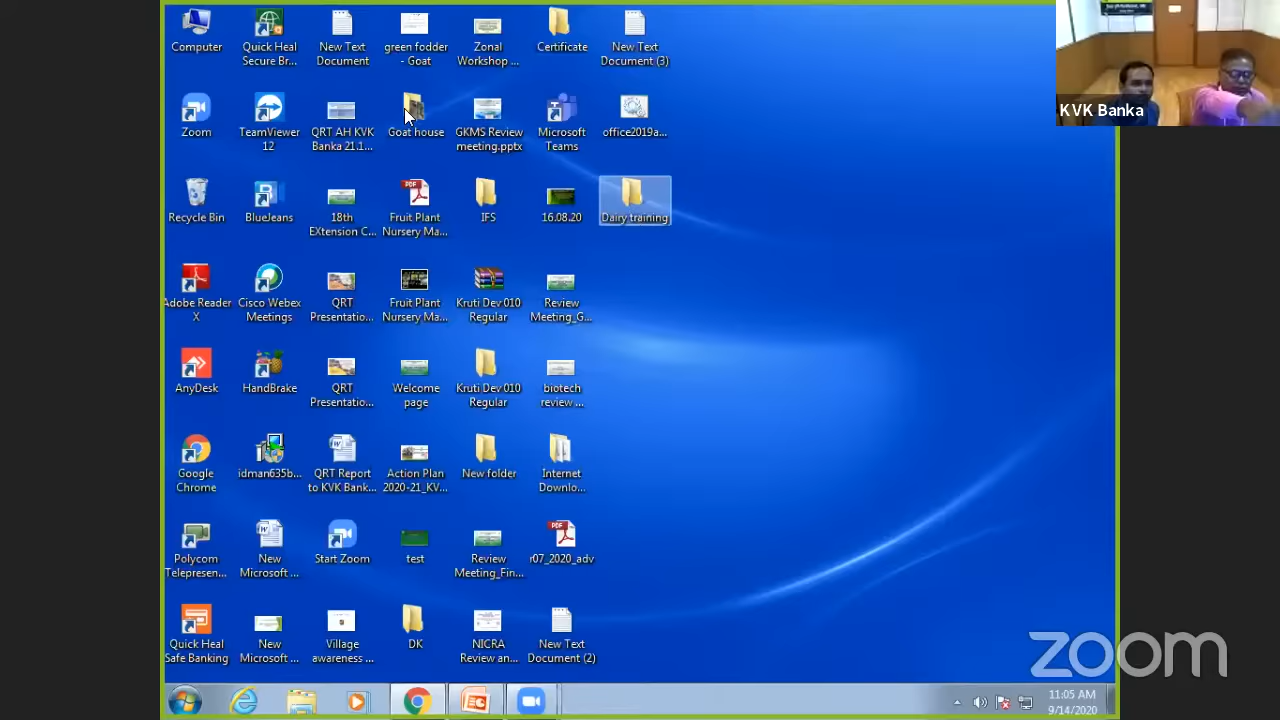 Computer
Quick Heal
Secure Br...
New Text
Document
green fodder
- Goat
Zonal
Workshop ...
Certificate
New Text
Document (3)
KVK Banka
Zoom
TeamViewer
12
QRT AH KVK
Banka 21.1...
Goat house
GKMS Review
meeting.pptx
Microsoft
Teams
office2019a...
Recycle Bin
BlueJeans
18th
EXtension C...
Fruit Plant
Nursery Ma...
IFS
16.08.20
Dairy training
Adobe Reader
X
Cisco Webex
Meetings
QRT
Presentatio...
Fruit Plant
Nursery Ma...
Kruti Dev 010
Regular
Review
Meeting_G...
AnyDesk
HandBrake
QRT
Presentatio...
Welcome
page
Kruti Dev 010
Regular
biotech
review ...
Google
Chrome
idman635b...
QRT Report
to KVK Bank...
Action Plan
2020-21_KV...
New folder
Internet
Downlo...
Polycom
Telepresen...
New
Microsoft ...
Start Zoom
test
Review
Meeting_Fin...
r07_2020_adv
Quick Heal
Safe Banking
New
Microsoft ...
Village
awareness ...
DK
NICRA
Review an...
New Text
Document (2)
zoom
11:05 AM
9/14/2020